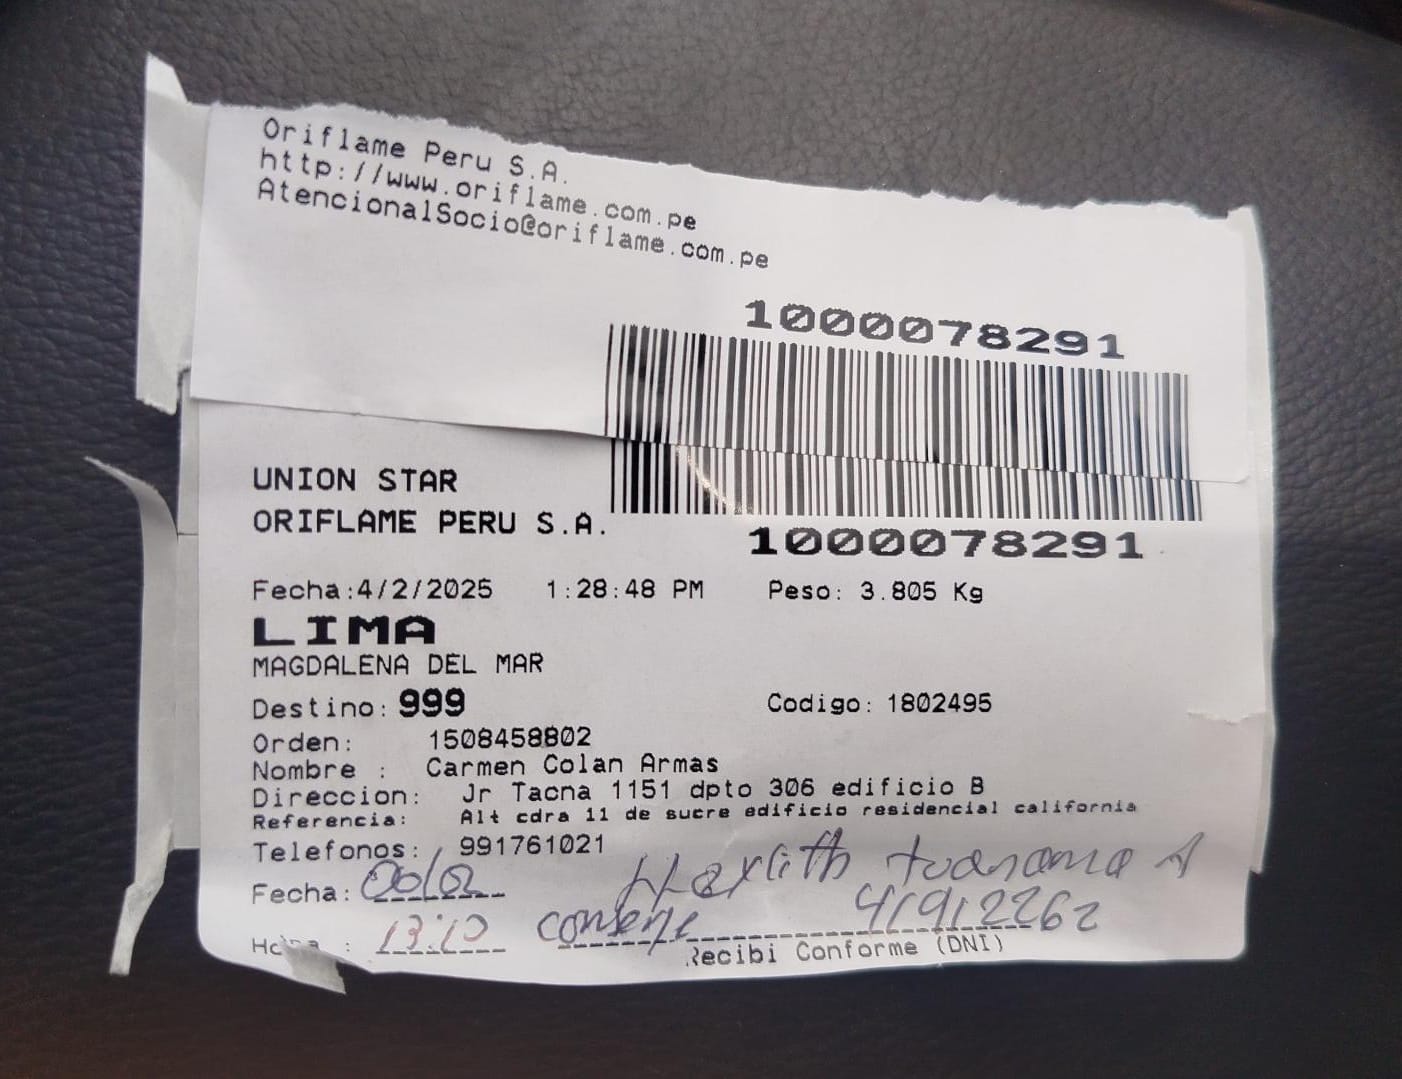 Oriflame Peru S.A.
http://www.oriflame.com.pe
AtencionalSocio@oriflame.com.pe
1000078291
UNION STAR
ORIFLAME PERU S.A.
1000078291
Fecha:4/2/2025 1:28:48 PM Peso: 3.805 Kg
LIMA
MAGDALENA DEL MAR
Destino: 999 Codigo: 1802495
Orden: 1508458802
Nombre : Carmen Colan Armas
Direccion: Jr Tacna 1151 dpto 306 edificio B
Referencia: Alt cdra 11 de sucre edificio residencial california
Telefonos: 991761021
Fecha:
: 13:10 41912262
Recibi Conforme (DNI)